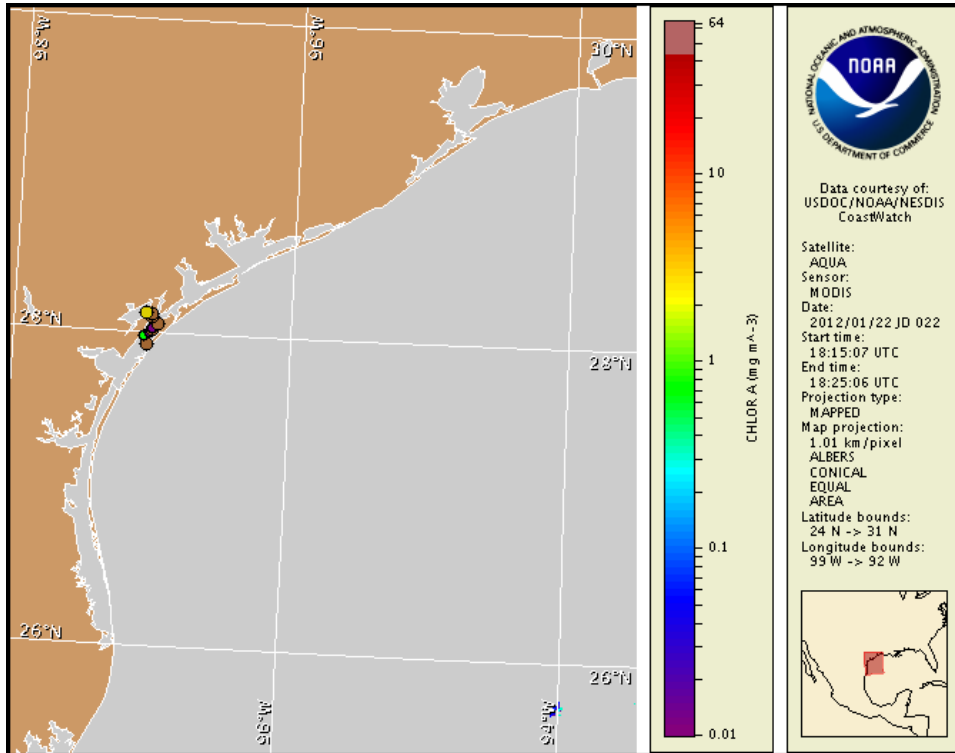 98°W
96°W
30°N
28°N
28°N
26°N
26°N
96°W
94°W
64
10
1
0.1
0.01
CHLOR A (mg m^-3)
NATIONAL OCEANIC AND ATMOSPHERIC ADMINISTRATION
NOAA
U.S. DEPARTMENT OF COMMERCE
Data courtesy of:
USDOC/NOAA/NESDIS
CoastWatch
Satellite:
AQUA
Sensor:
MODIS
Date:
2012/01/22 JD 022
Start time:
18:15:07 UTC
End time:
18:25:06 UTC
Projection type:
MAPPED
Map projection:
1.01 km/pixel
ALBERS
CONICAL
EQUAL
AREA
Latitude bounds:
24 N -> 31 N
Longitude bounds:
99 W -> 92 W